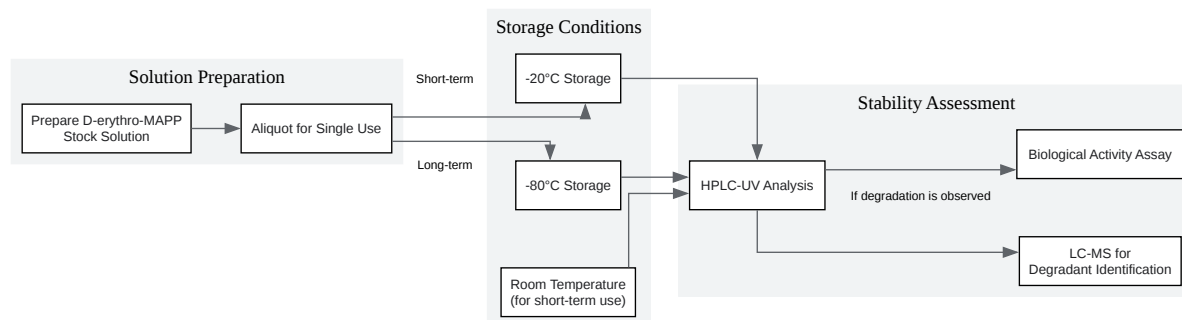 Solution Preparation
Prepare D-erythro-MAPP
Stock Solution
Aliquot for Single Use
Short-term
Long-term
Storage Conditions
-20°C Storage
-80°C Storage
Room Temperature
(for short-term use)
Stability Assessment
HPLC-UV Analysis
If degradation is observed
Biological Activity Assay
LC-MS for
Degradant Identification